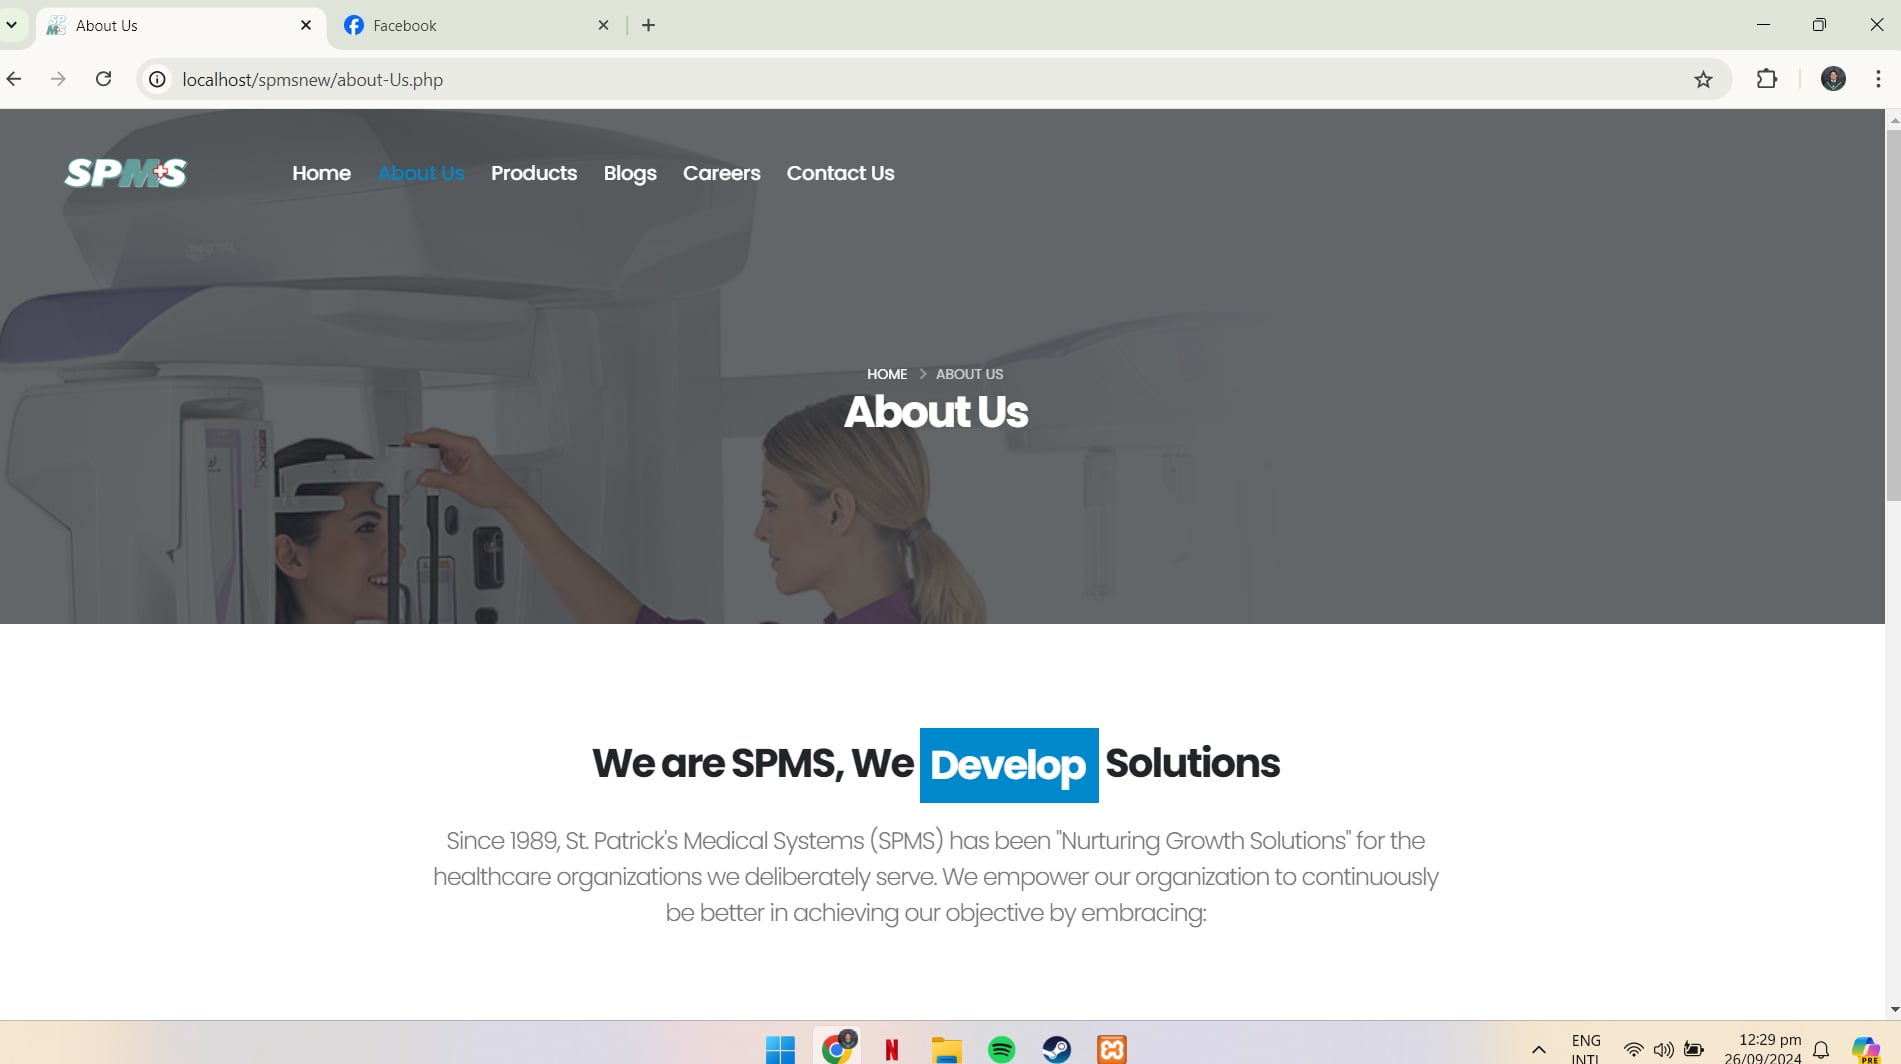 About Us
Facebook
localhost/spmsnew/about-Us.php
SPMS
Home
About Us
Products
Blogs
Careers
Contact Us
HOME > ABOUT US
About Us
We are SPMS, We Develop Solutions
Since 1989, St. Patrick's Medical Systems (SPMS) has been "Nurturing Growth Solutions" for the
healthcare organizations we deliberately serve. We empower our organization to continuously
be better in achieving our objective by embracing:
ENG
INTL
12:29 pm
26/09/2024
PRE